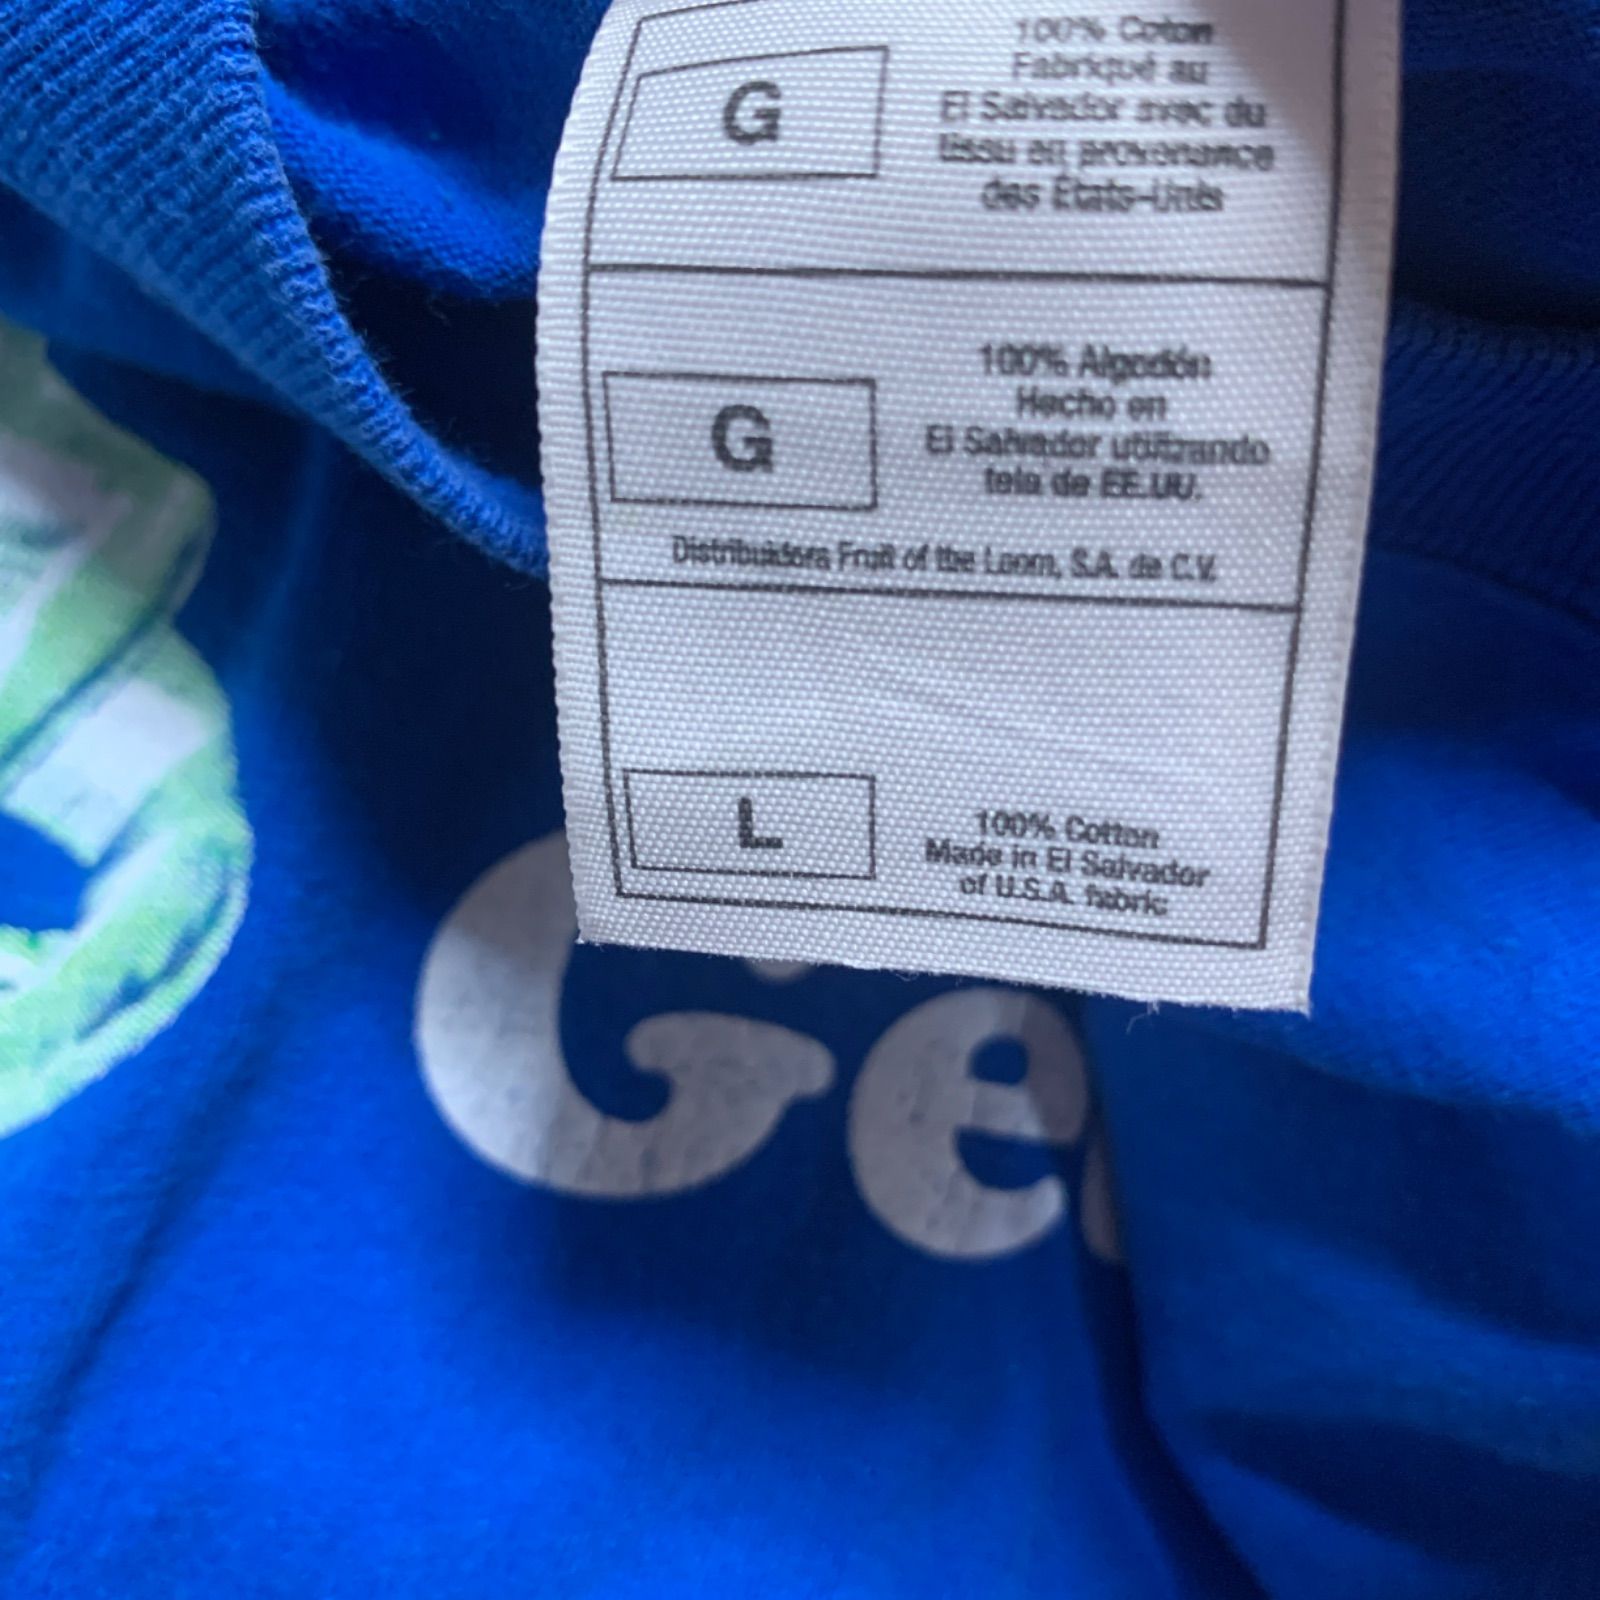 G
100% Coton
Fabriqué au
El Salvador avec du
tissu en provenance
des États-Unis
G
100% Algodón
Hecho en
El Salvador utilizando
tela de EE.UU.
Distribuidora Fruit of the Loom, S.A. de C.V.
L
100% Cotton
Made in El Salvador
of U.S.A. fabric
Ge